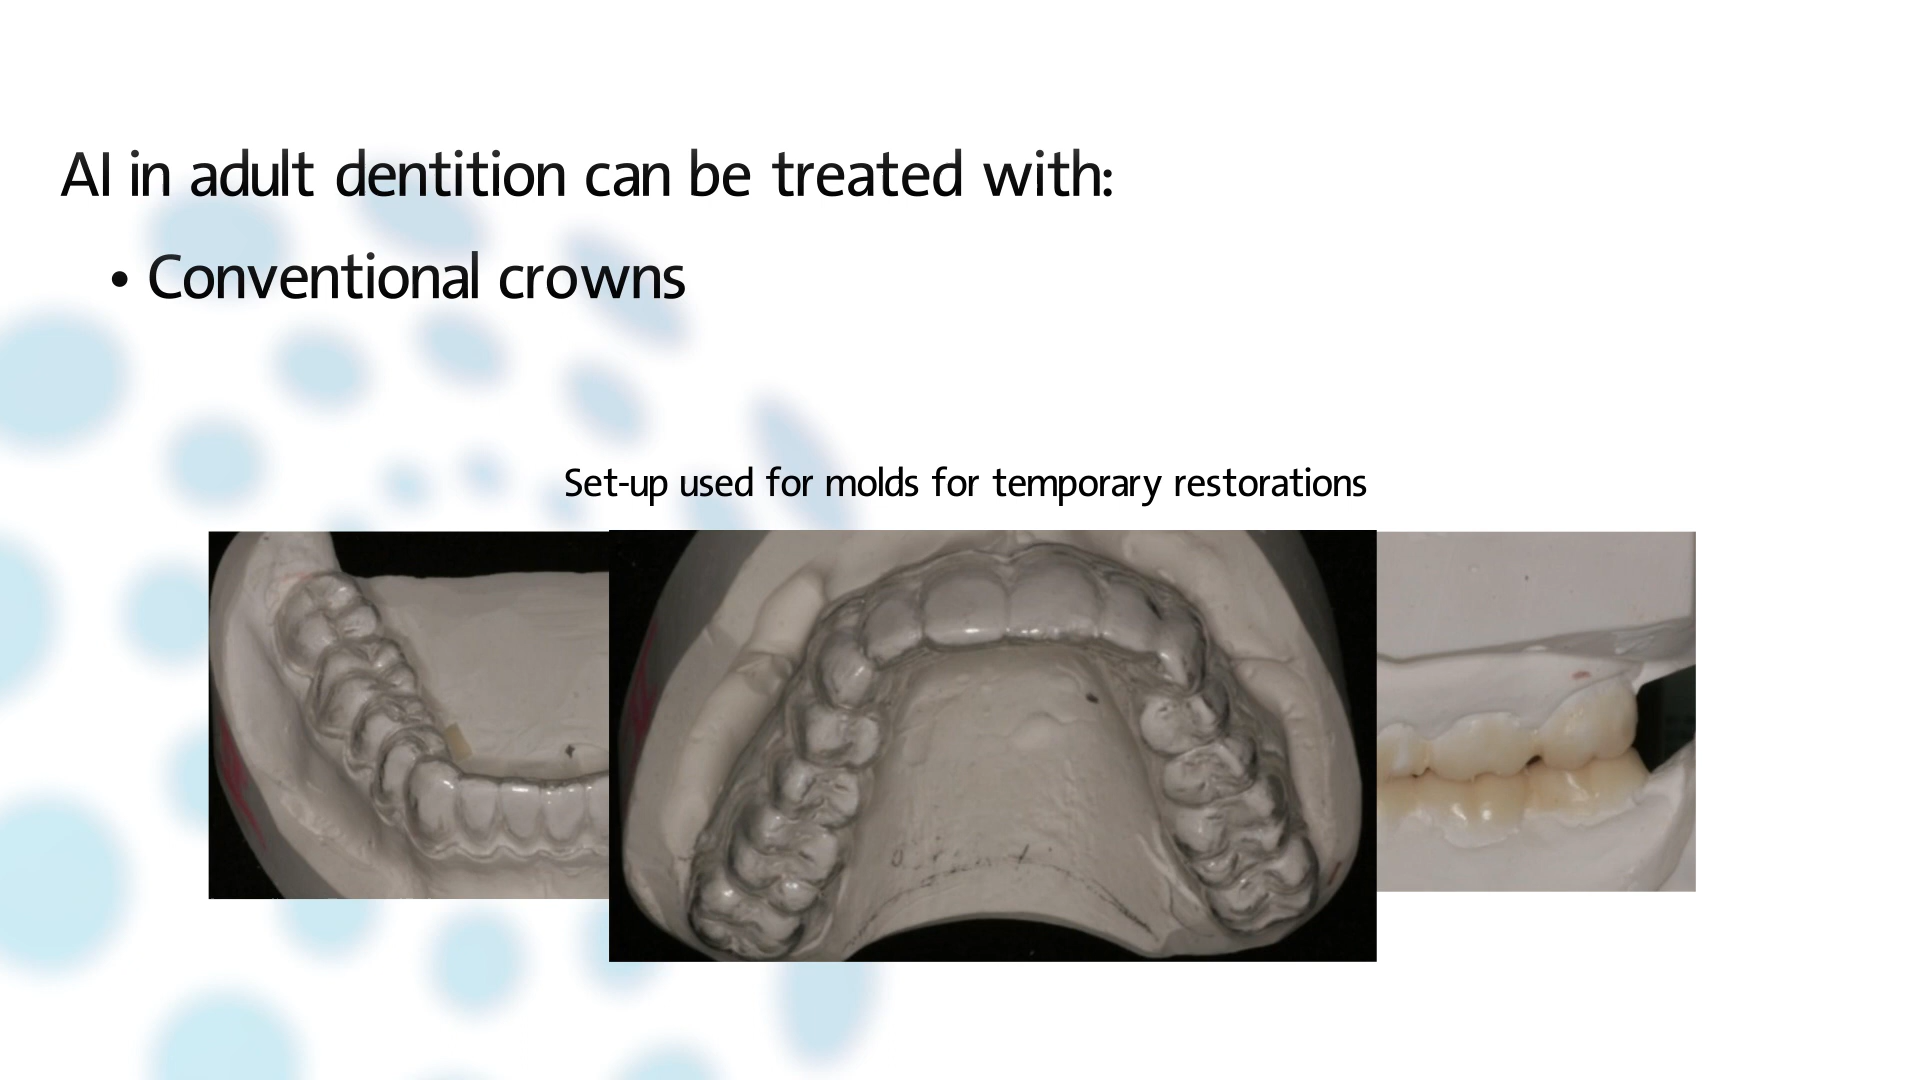 AI in adult dentition can be treated with:
• Conventional crowns
Set-up used for molds for temporary restorations